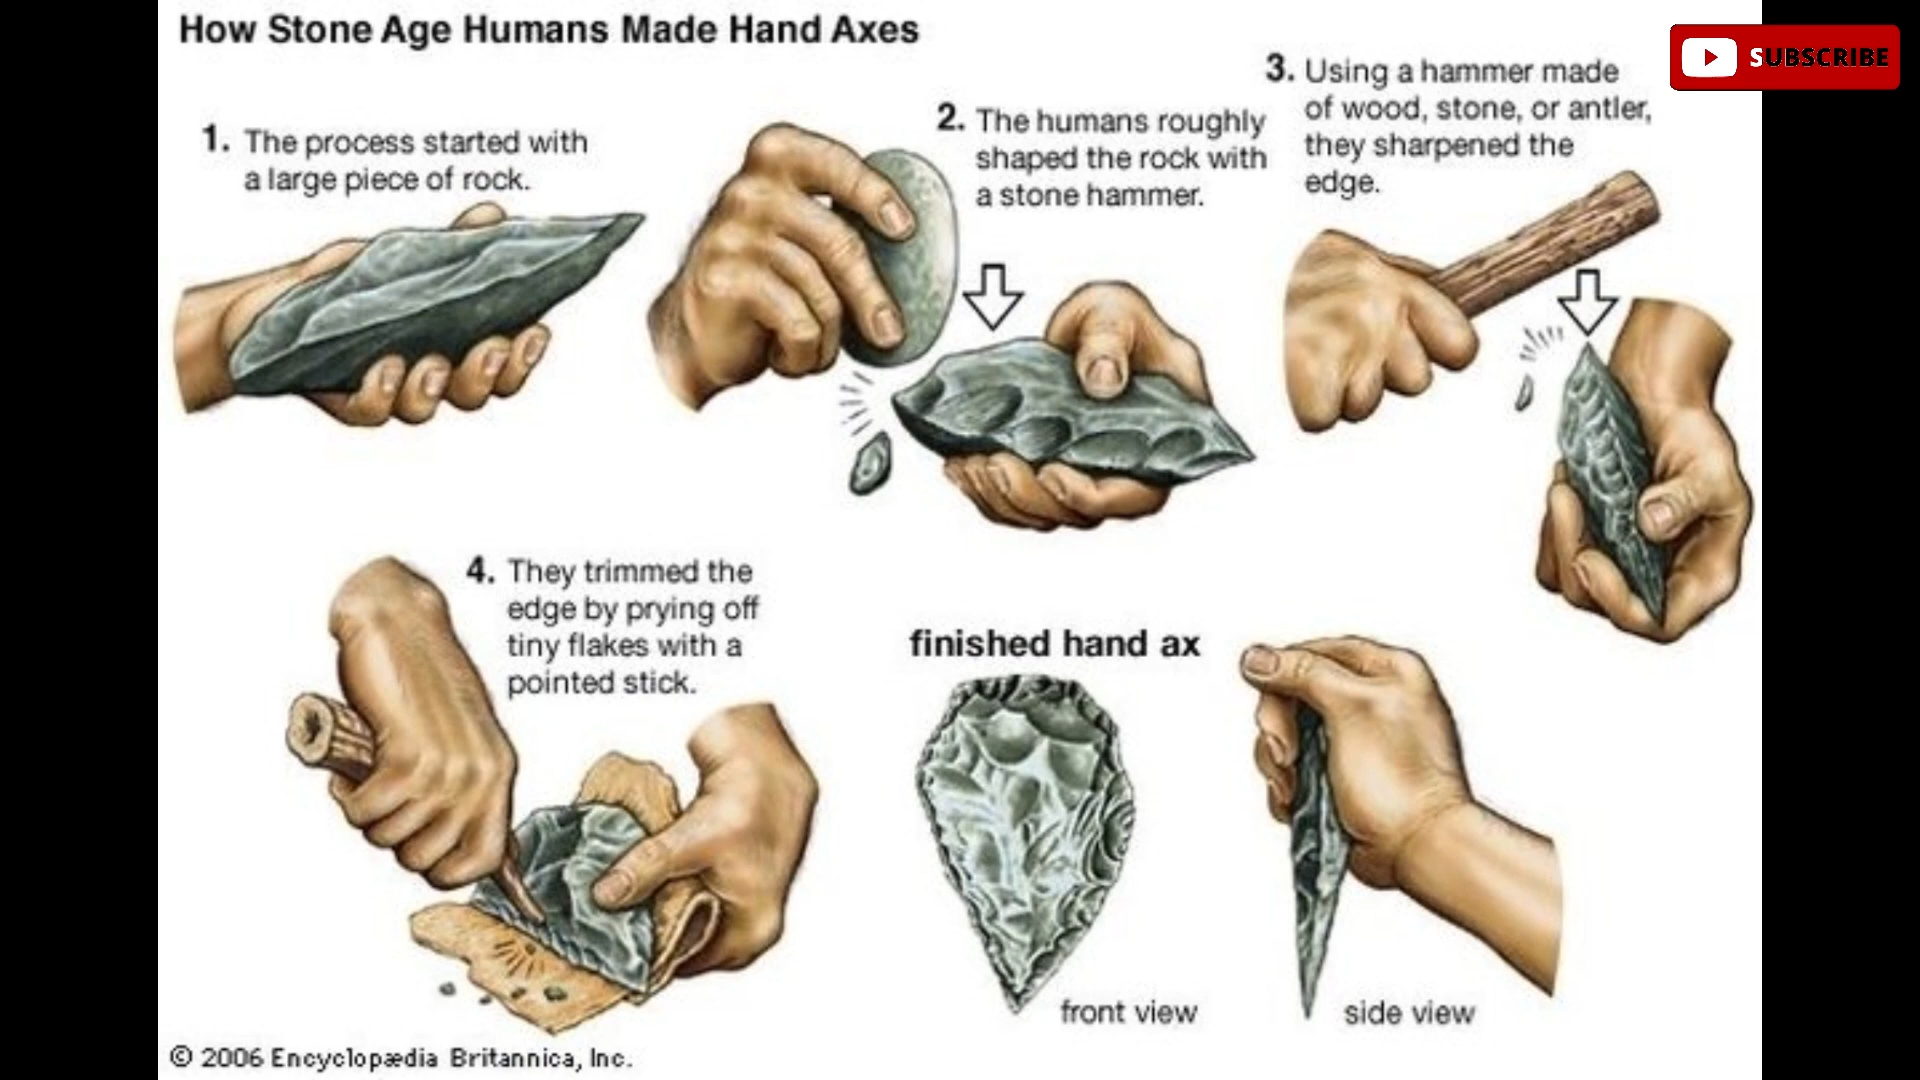 How Stone Age Humans Made Hand Axes
SUBSCRIBE
1. The process started with
a large piece of rock.
2. The humans roughly
shaped the rock with
a stone hammer.
3. Using a hammer made
of wood, stone, or antler,
they sharpened the
edge.
4. They trimmed the
edge by prying off
tiny flakes with a
pointed stick.
finished hand ax
front view
side view
© 2006 Encyclopædia Britannica, Inc.